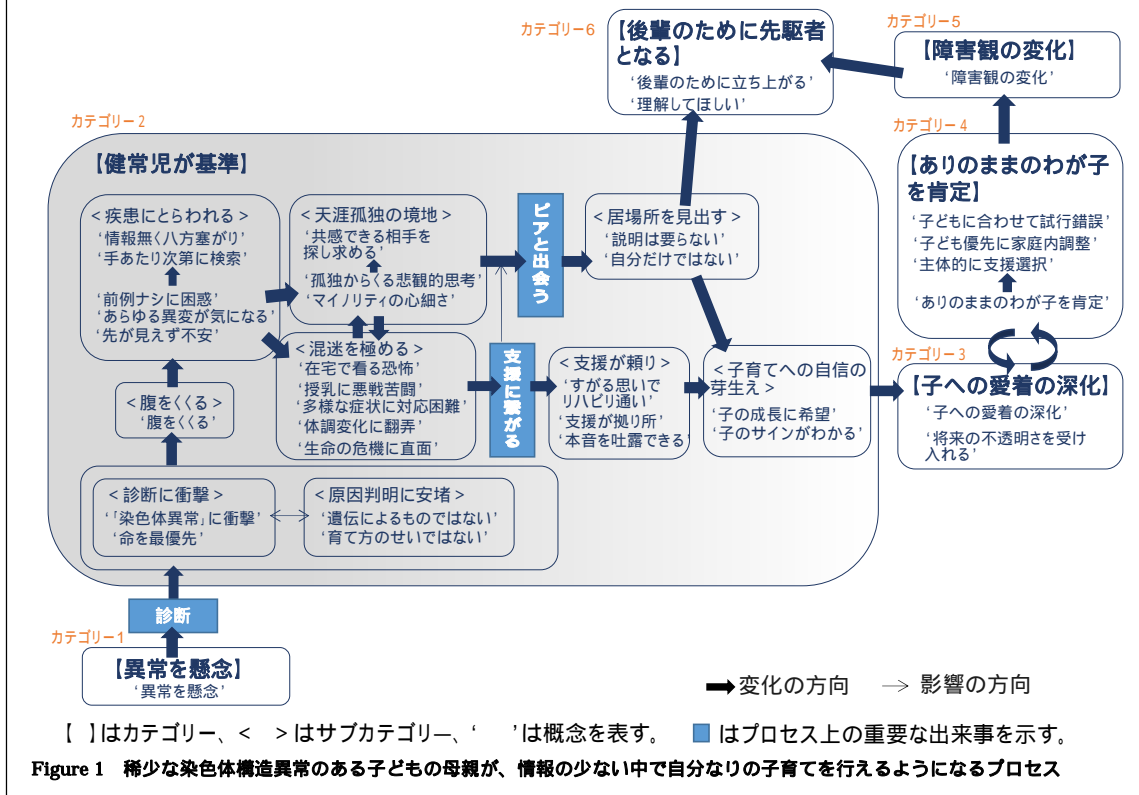 カテゴリー6
【後輩のために先駆者
となる】
‘後輩のために立ち上がる’
‘理解してほしい’
カテゴリー5
【障害観の変化】
‘障害観の変化’
カテゴリー4
【ありのままのわが子
を肯定】
‘子どもに合わせて試行錯誤’
‘子ども優先に家庭内調整’
‘主体的に支援選択’
‘ありのままのわが子を肯定’
カテゴリー3
【子への愛着の深化】
‘子への愛着の深化’
‘将来の不透明さを受け
入れる’
カテゴリー2
【健常児が基準】
<疾患にとらわれる>
‘情報無く八方塞がり’
‘手あたり次第に検索’
‘前例ナシに困惑’
‘あらゆる異変が気になる’
‘先が見えず不安’
<天涯孤独の境地>
‘共感できる相手を
探し求める’
‘孤独からくる悲観的思考’
‘マイノリティの心細さ’
ピアと出会う
<居場所を見出す>
‘説明は要らない’
‘自分だけではない’
<混迷を極める>
‘在宅で看る恐怖’
‘授乳に悪戦苦闘’
‘多様な症状に対応困難’
‘体調変化に翻弄’
‘生命の危機に直面’
支援に繋がる
<支援が頼り>
‘すがる思いで
リハビリ通い’
‘支援が拠り所’
‘本音を吐露できる’
<子育てへの自信の
芽生え>
‘子の成長に希望’
‘子のサインがわかる’
<腹をくくる>
‘腹をくくる’
<診断に衝撃>
‘「染色体異常」に衝撃’
‘命を最優先’
<原因判明に安堵>
‘遺伝によるものではない’
‘育て方のせいではない’
診断
カテゴリー1
【異常を懸念】
‘異常を懸念’
変化の方向
影響の方向
【 】はカテゴリー、< >はサブカテゴリー、‘ ’は概念を表す。 はプロセス上の重要な出来事を示す。
Figure 1 稀少な染色体構造異常のある子どもの母親が、情報の少ない中で自分なりの子育てを行えるようになるプロセス